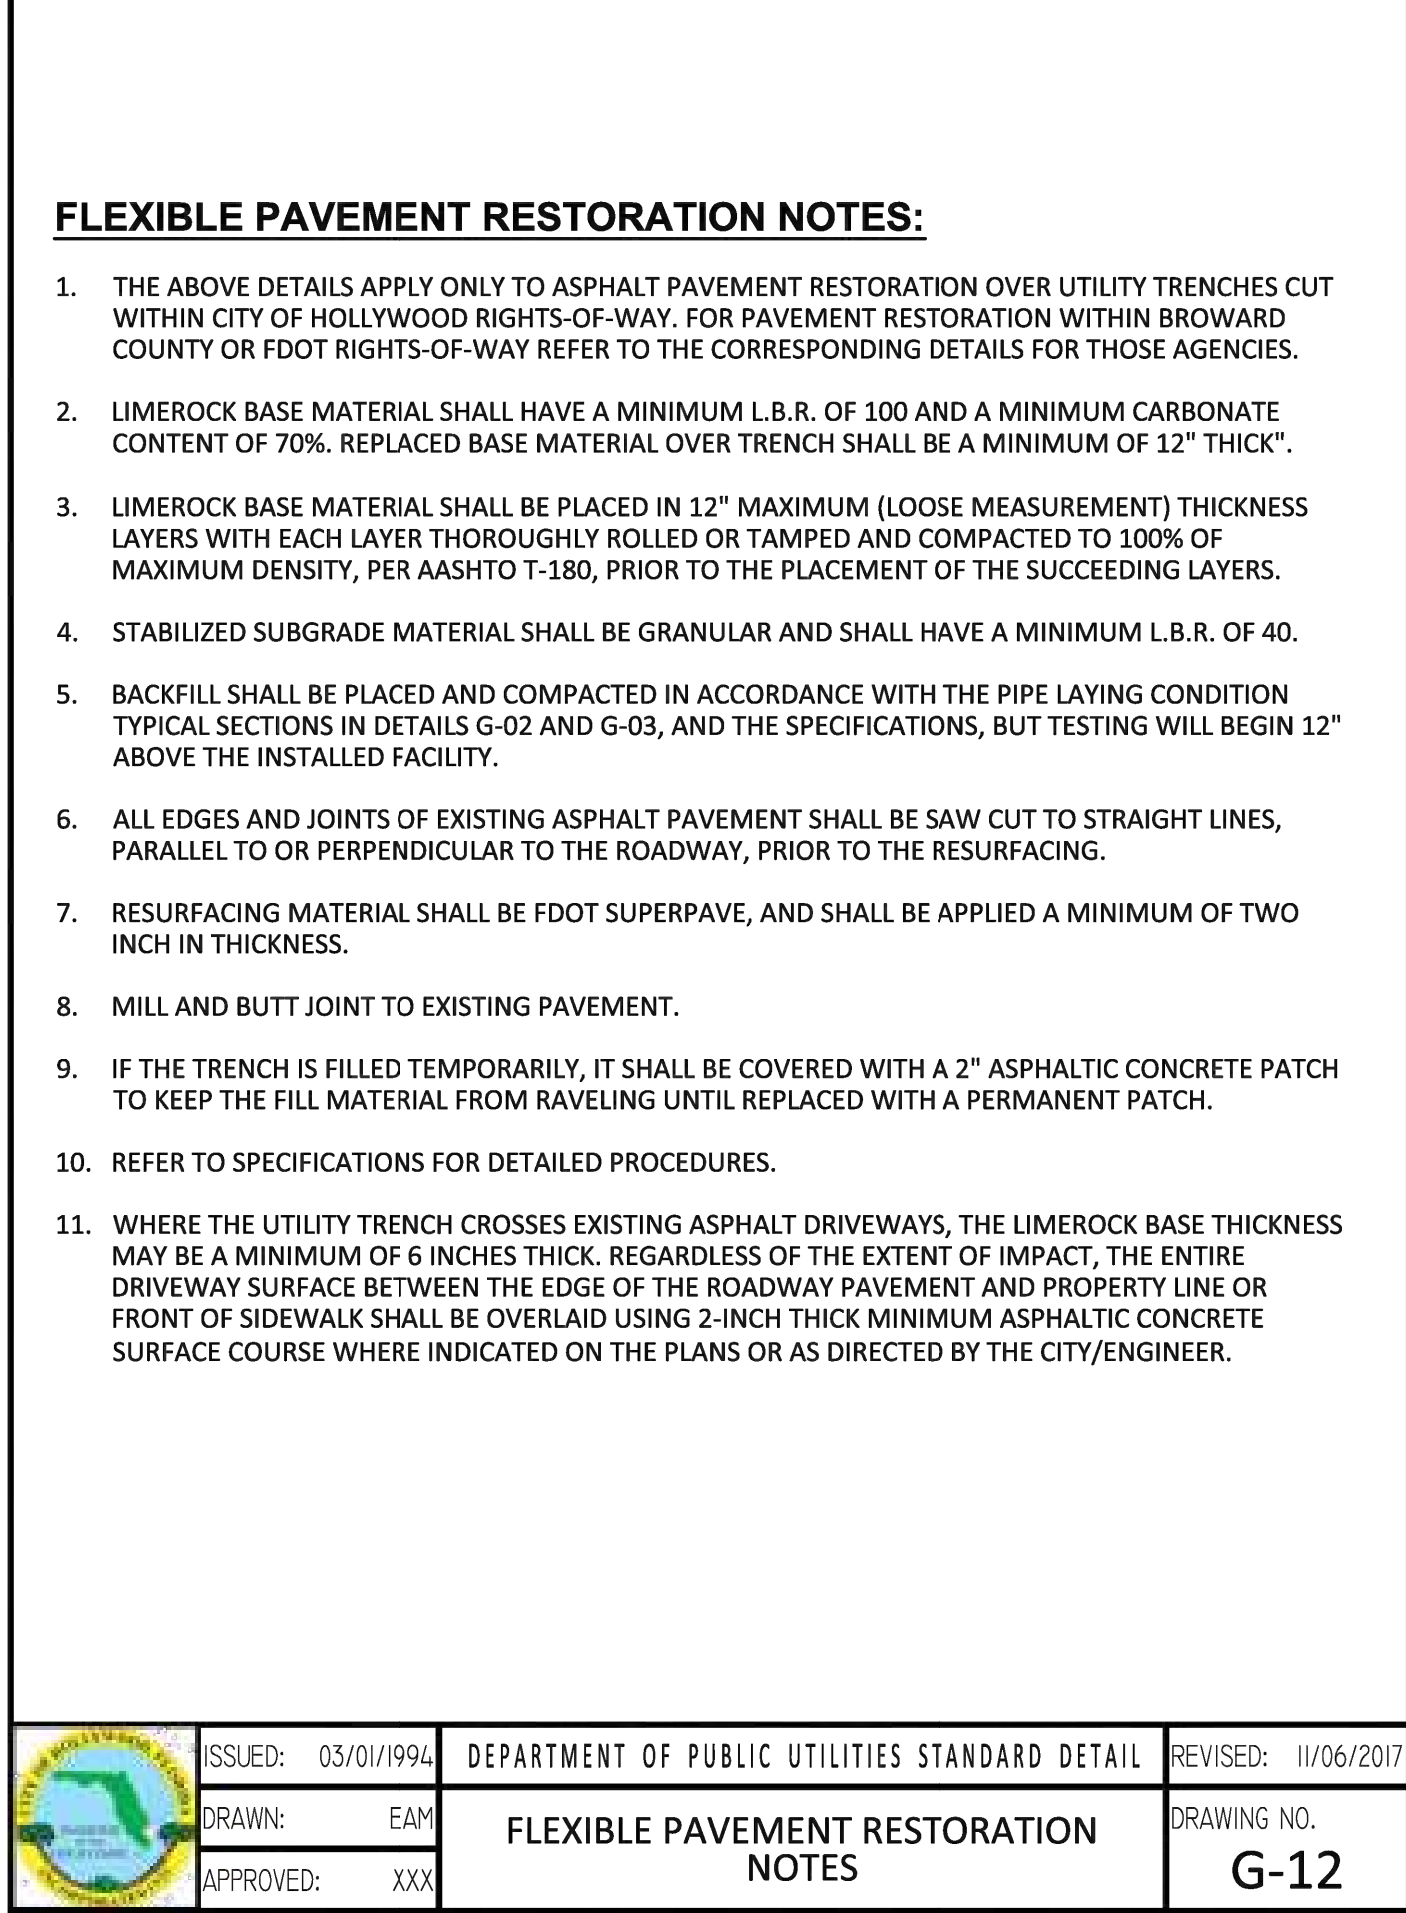 FLEXIBLE PAVEMENT RESTORATION NOTES:
1. THE ABOVE DETAILS APPLY ONLY TO ASPHALT PAVEMENT RESTORATION OVER UTILITY TRENCHES CUT
WITHIN CITY OF HOLLYWOOD RIGHTS-OF-WAY. FOR PAVEMENT RESTORATION WITHIN BROWARD
COUNTY OR FDOT RIGHTS-OF-WAY REFER TO THE CORRESPONDING DETAILS FOR THOSE AGENCIES.
2. LIMEROCK BASE MATERIAL SHALL HAVE A MINIMUM L.B.R. OF 100 AND A MINIMUM CARBONATE
CONTENT OF 70%. REPLACED BASE MATERIAL OVER TRENCH SHALL BE A MINIMUM OF 12" THICK".
3. LIMEROCK BASE MATERIAL SHALL BE PLACED IN 12" MAXIMUM (LOOSE MEASUREMENT) THICKNESS
LAYERS WITH EACH LAYER THOROUGHLY ROLLED OR TAMPED AND COMPACTED TO 100% OF
MAXIMUM DENSITY, PER AASHTO T-180, PRIOR TO THE PLACEMENT OF THE SUCCEEDING LAYERS.
4. STABILIZED SUBGRADE MATERIAL SHALL BE GRANULAR AND SHALL HAVE A MINIMUM L.B.R. OF 40.
5. BACKFILL SHALL BE PLACED AND COMPACTED IN ACCORDANCE WITH THE PIPE LAYING CONDITION
TYPICAL SECTIONS IN DETAILS G-02 AND G-03, AND THE SPECIFICATIONS, BUT TESTING WILL BEGIN 12"
ABOVE THE INSTALLED FACILITY.
6. ALL EDGES AND JOINTS OF EXISTING ASPHALT PAVEMENT SHALL BE SAW CUT TO STRAIGHT LINES,
PARALLEL TO OR PERPENDICULAR TO THE ROADWAY, PRIOR TO THE RESURFACING.
7. RESURFACING MATERIAL SHALL BE FDOT SUPERPAVE, AND SHALL BE APPLIED A MINIMUM OF TWO
INCH IN THICKNESS.
8. MILL AND BUTT JOINT TO EXISTING PAVEMENT.
9. IF THE TRENCH IS FILLED TEMPORARILY, IT SHALL BE COVERED WITH A 2" ASPHALTIC CONCRETE PATCH
TO KEEP THE FILL MATERIAL FROM RAVELING UNTIL REPLACED WITH A PERMANENT PATCH.
10. REFER TO SPECIFICATIONS FOR DETAILED PROCEDURES.
11. WHERE THE UTILITY TRENCH CROSSES EXISTING ASPHALT DRIVEWAYS, THE LIMEROCK BASE THICKNESS
MAY BE A MINIMUM OF 6 INCHES THICK. REGARDLESS OF THE EXTENT OF IMPACT, THE ENTIRE
DRIVEWAY SURFACE BETWEEN THE EDGE OF THE ROADWAY PAVEMENT AND PROPERTY LINE OR
FRONT OF SIDEWALK SHALL BE OVERLAID USING 2-INCH THICK MINIMUM ASPHALTIC CONCRETE
SURFACE COURSE WHERE INDICATED ON THE PLANS OR AS DIRECTED BY THE CITY/ENGINEER.
ISSUED: 03/01/1994
DRAWN: EAM
APPROVED: XXX
DEPARTMENT OF PUBLIC UTILITIES STANDARD DETAIL
FLEXIBLE PAVEMENT RESTORATION
NOTES
REVISED: 11/06/2017
DRAWING NO.
G-12